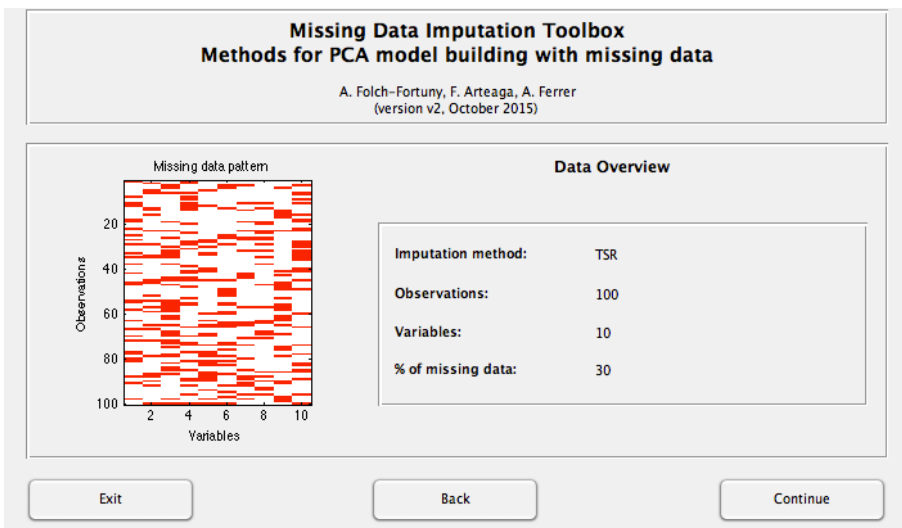 Missing Data Imputation Toolbox
Methods for PCA model building with missing data
A. Folch-Fortuny, F. Arteaga, A. Ferrer
(version v2, October 2015)
Missing data pattern
20
40
60
80
100
Observations
2 4 6 8 10
Variables
Data Overview
Imputation method: TSR
Observations: 100
Variables: 10
% of missing data: 30
Exit Back Continue